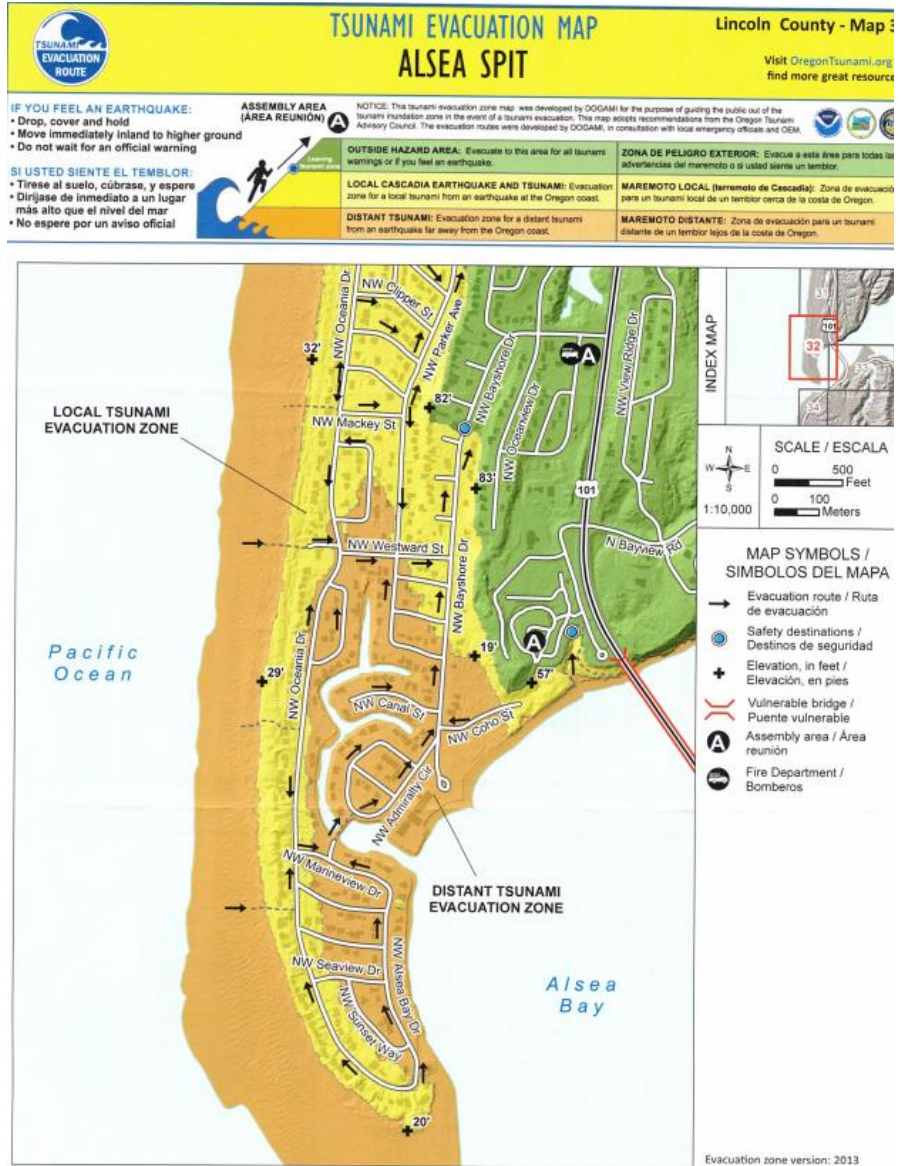 TSUNAMI EVACUATION MAP
ALSEA SPIT
Lincoln County - Map 3
Visit OregonTsunami.org
find more great resource
TSUNAMI
EVACUATION
ROUTE
IF YOU FEEL AN EARTHQUAKE:
• Drop, cover and hold
• Move immediately inland to higher ground
• Do not wait for an official warning
SI USTED SIENTE EL TEMBLOR:
• Tírese al suelo, cúbrase, y espere
• Diríjase de inmediato a un lugar
más alto que el nivel del mar
• No espere por un aviso oficial
ASSEMBLY AREA
(ÁREA REUNIÓN)
A
Leaving
tsunami zone
NOTICE: This tsunami evacuation zone map was developed by DOGAMI for the purpose of guiding the public out of the
tsunami inundation zone in the event of a tsunami evacuation. This map adopts recommendations from the Oregon Tsunami
Advisory Council. The evacuation routes were developed by DOGAMI, in consultation with local emergency officials and OEM.
OUTSIDE HAZARD AREA: Evacuate to this area for all tsunami
warnings or if you feel an earthquake.
ZONA DE PELIGRO EXTERIOR: Evacue a esta área para todas las
advertencias del maremoto o si usted siente un temblor.
LOCAL CASCADIA EARTHQUAKE AND TSUNAMI: Evacuation
zone for a local tsunami from an earthquake at the Oregon coast.
MAREMOTO LOCAL (terremoto de Cascadia): Zona de evacuació
para un tsunami local de un temblor cerca de la costa de Oregon.
DISTANT TSUNAMI: Evacuation zone for a distant tsunami
from an earthquake far away from the Oregon coast.
MAREMOTO DISTANTE: Zona de evacuación para un tsunami
distante de un temblor lejos de la costa de Oregon.
NW Oceania Dr
NW Clipper St
NW Parker Ave
NW Bayshore Dr
NW Oceanview Dr
NW View Ridge Dr
A
32'
82'
NW Mackey St
LOCAL TSUNAMI
EVACUATION ZONE
83'
101
NW Westward St
NW Bayshore Dr
N Bayview Rd
Pacific
Ocean
NW Oceania Dr
29'
19'
A
57'
NW Canal St
NW Coho St
NW Admiralty Cir
NW Marineview Dr
DISTANT TSUNAMI
EVACUATION ZONE
NW Seaview Dr
NW Alsea Bay Dr
NW Sunset Way
Alsea
Bay
20'
INDEX MAP
31
101
32
33
34
N
W E
S
1:10,000
SCALE / ESCALA
0 500
Feet
0 100
Meters
MAP SYMBOLS /
SIMBOLOS DEL MAPA
Evacuation route / Ruta
de evacuación
Safety destinations /
Destinos de seguridad
Elevation, in feet /
Elevación, en pies
Vulnerable bridge /
Puente vulnerable
A
Assembly area / Área
reunión
Fire Department /
Bomberos
Evacuation zone version: 2013